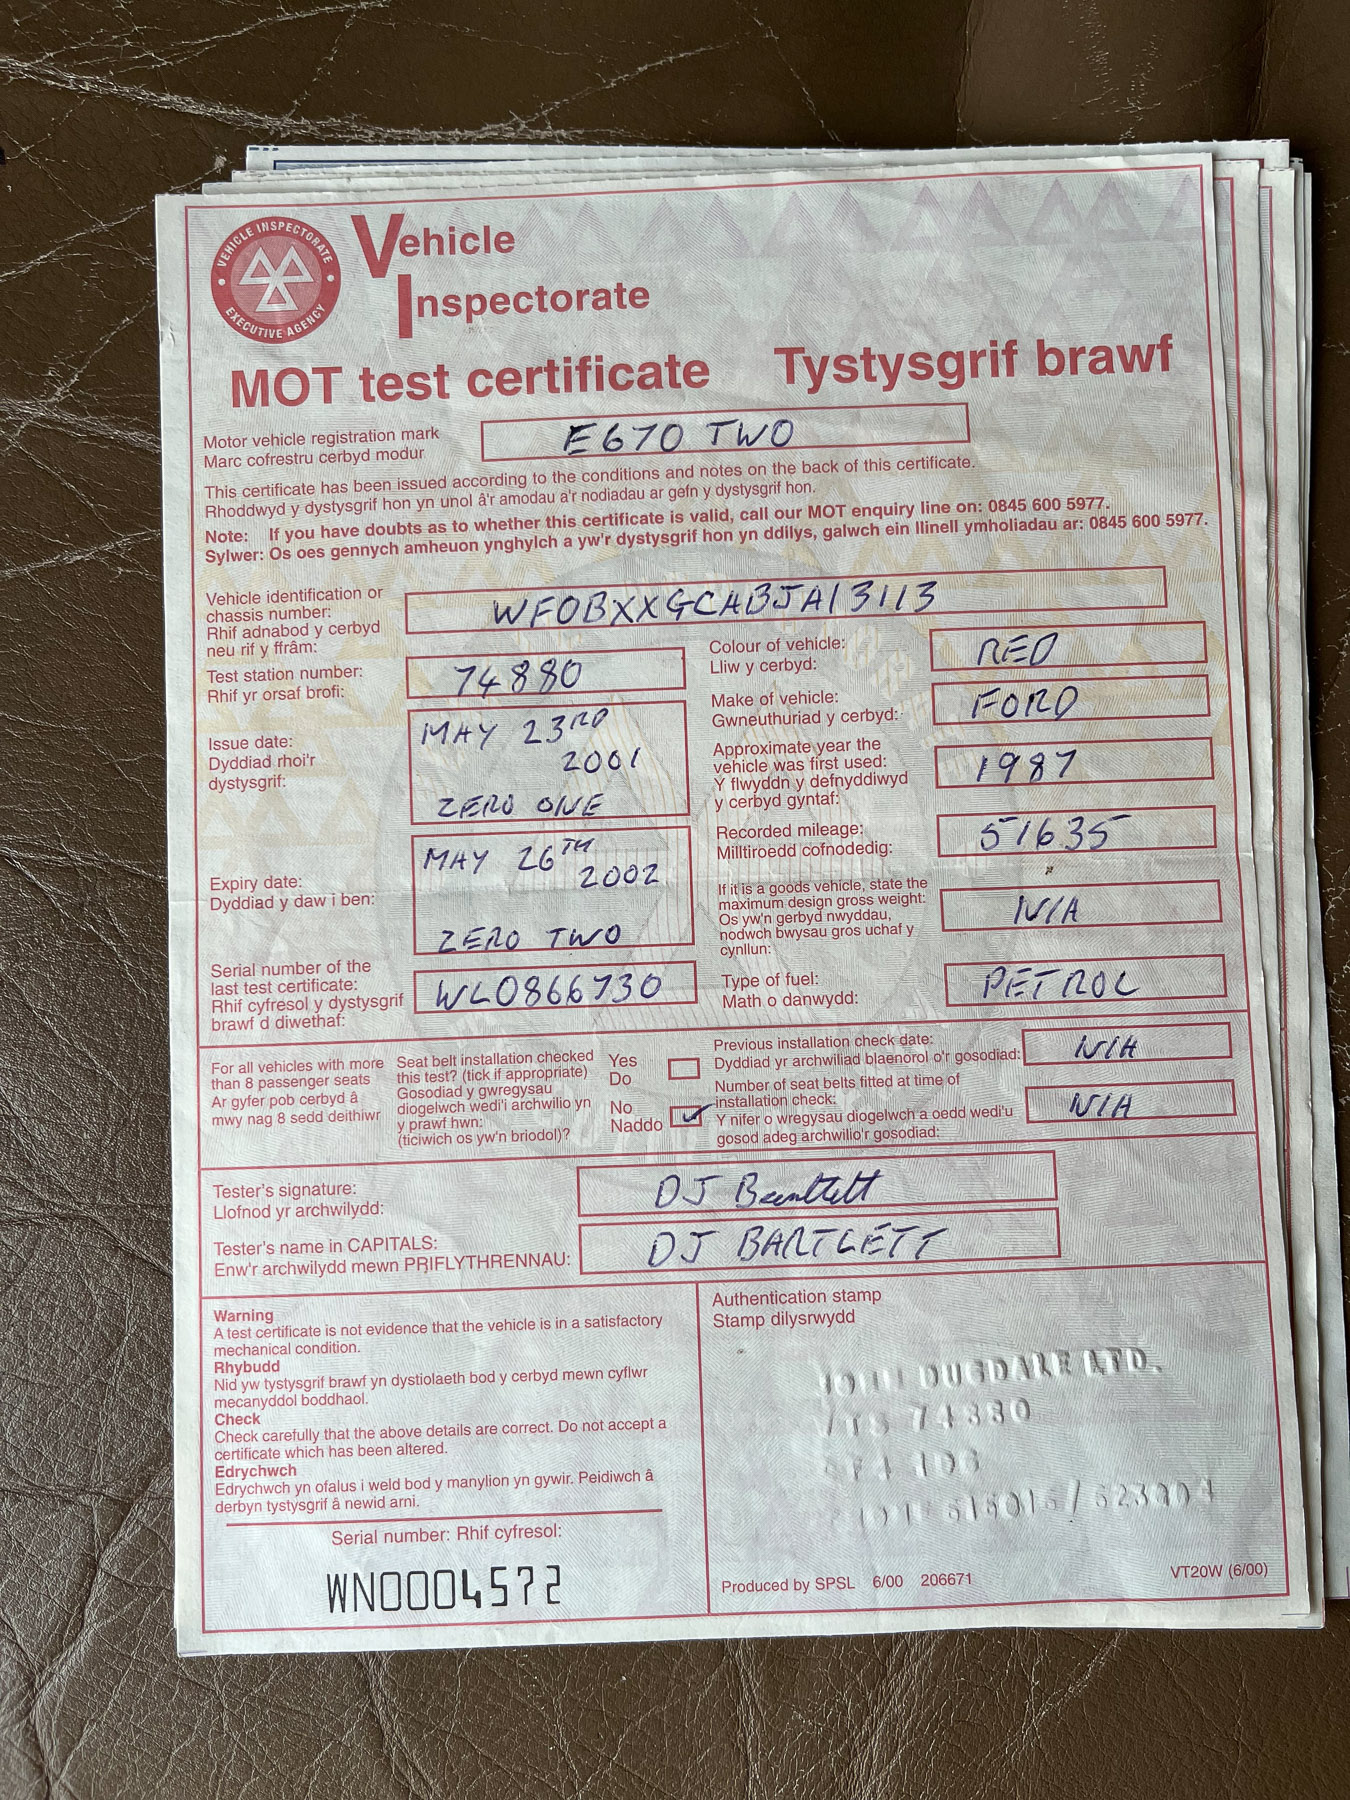 VEHICLE INSPECTORATE
EXECUTIVE AGENCY
Vehicle
Inspectorate
MOT test certificate Tystysgrif brawf
Motor vehicle registration mark
Marc cofrestru cerbyd modur
E670 TWO
This certificate has been issued according to the conditions and notes on the back of this certificate.
Rhoddwyd y dystysgrif hon yn unol â'r amodau a'r nodiadau ar gefn y dystysgrif hon.
Note: If you have doubts as to whether this certificate is valid, call our MOT enquiry line on: 0845 600 5977.
Sylwer: Os oes gennych amheuon ynghylch a yw'r dystysgrif hon yn ddilys, galwch ein llinell ymholiadau ar: 0845 600 5977.
Vehicle identification or
chassis number:
Rhif adnabod y cerbyd
neu rif y ffrâm:
WFOBXXGCABJA13113
Test station number:
Rhif yr orsaf brofi:
74880
Issue date:
Dyddiad rhoi'r
dystysgrif:
MAY 23RD
2001
ZERO ONE
Expiry date:
Dyddiad y daw i ben:
MAY 26TH
2002
ZERO TWO
Serial number of the
last test certificate:
Rhif cyfresol y dystysgrif
brawf d diwethaf:
WL0866730
Colour of vehicle:
Lliw y cerbyd:
RED
Make of vehicle:
Gwneuthuriad y cerbyd:
FORD
Approximate year the
vehicle was first used:
Y flwyddn y defnyddiwyd
y cerbyd gyntaf:
1987
Recorded mileage:
Milltiroedd cofnodedig:
51635
If it is a goods vehicle, state the
maximum design gross weight:
Os yw'n gerbyd nwyddau,
nodwch bwysau gros uchaf y
cynllun:
N/A
Type of fuel:
Math o danwydd:
PETROL
For all vehicles with more
than 8 passenger seats
Ar gyfer pob cerbyd â
mwy nag 8 sedd deithiwr
Seat belt installation checked
this test? (tick if appropriate)
Gosodiad y gwregysau
diogelwch wedi'i archwilio yn
y prawf hwn:
(ticiwich os yw'n briodol)?
Yes
Do
No
Naddo
Previous installation check date:
Dyddiad yr archwiliad blaenorol o'r gosodiad:
N/A
Number of seat belts fitted at time of
installation check:
Y nifer o wregysau diogelwch a oedd wedi'u
gosod adeg archwilio'r gosodiad:
N/A
Tester's signature:
Llofnod yr archwilydd:
DJ Bartlett
Tester's name in CAPITALS:
Enw'r archwilydd mewn PRIFLYTHRENNAU:
DJ BARTLETT
Warning
A test certificate is not evidence that the vehicle is in a satisfactory
mechanical condition.
Rhybudd
Nid yw tystysgrif brawf yn dystiolaeth bod y cerbyd mewn cyflwr
mecanyddol boddhaol.
Check
Check carefully that the above details are correct. Do not accept a
certificate which has been altered.
Edrychwch
Edrychwch yn ofalus i weld bod y manylion yn gywir. Peidiwch â
derbyn tystysgrif â newid arni.
Serial number: Rhif cyfresol:
WN0004572
Authentication stamp
Stamp dilysrwydd
JOHN DUGDALE LTD.
VTS 74880
Produced by SPSL 6/00 206671
VT20W (6/00)